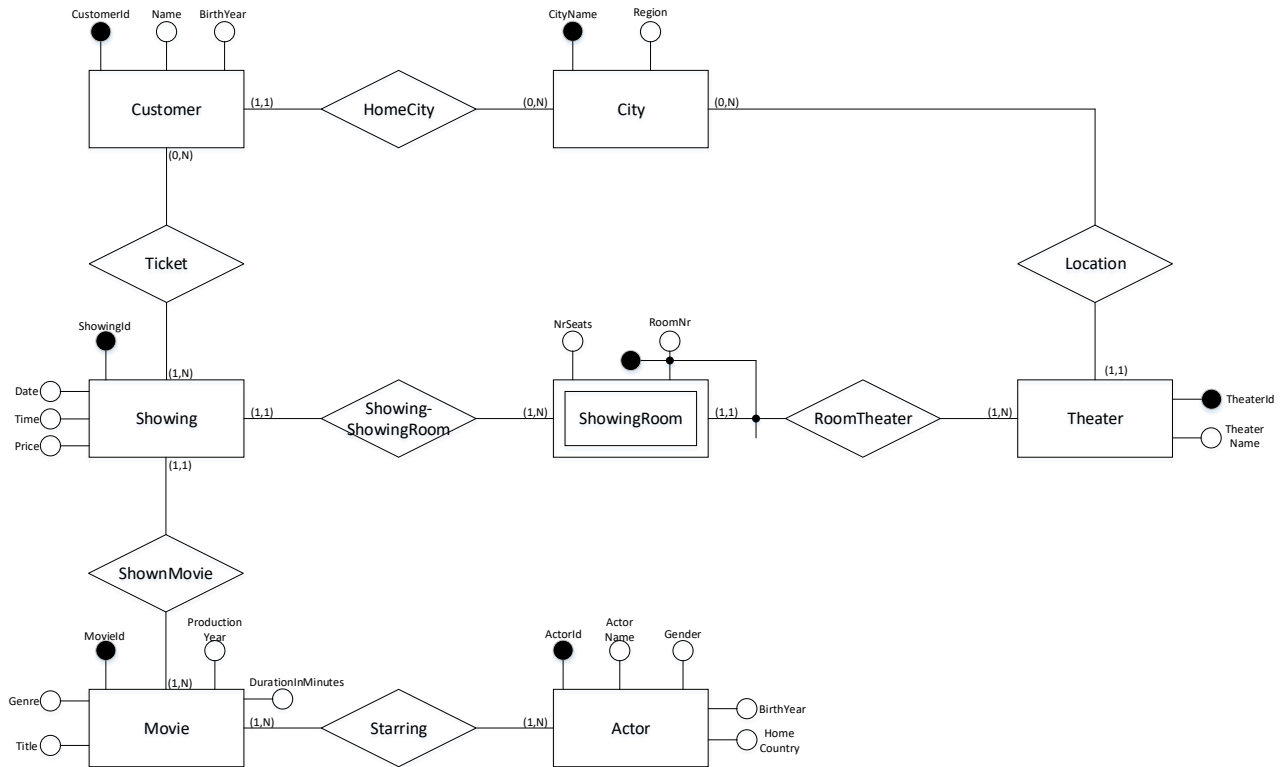 CustomerId
Name
BirthYear
CityName
Region
Customer
(1,1)
HomeCity
(0,N)
City
(0,N)
(0,N)
Ticket
Location
ShowingId
NrSeats
RoomNr
(1,N)
(1,1)
Date
Time
Price
Showing
(1,1)
Showing-
ShowingRoom
(1,N)
ShowingRoom
(1,1)
RoomTheater
(1,N)
Theater
TheaterId
Theater
Name
(1,1)
ShownMovie
MovieId
Production
Year
ActorId
Actor
Name
Gender
(1,N)
DurationInMinutes
Genre
Title
Movie
(1,N)
Starring
(1,N)
Actor
BirthYear
Home
Country